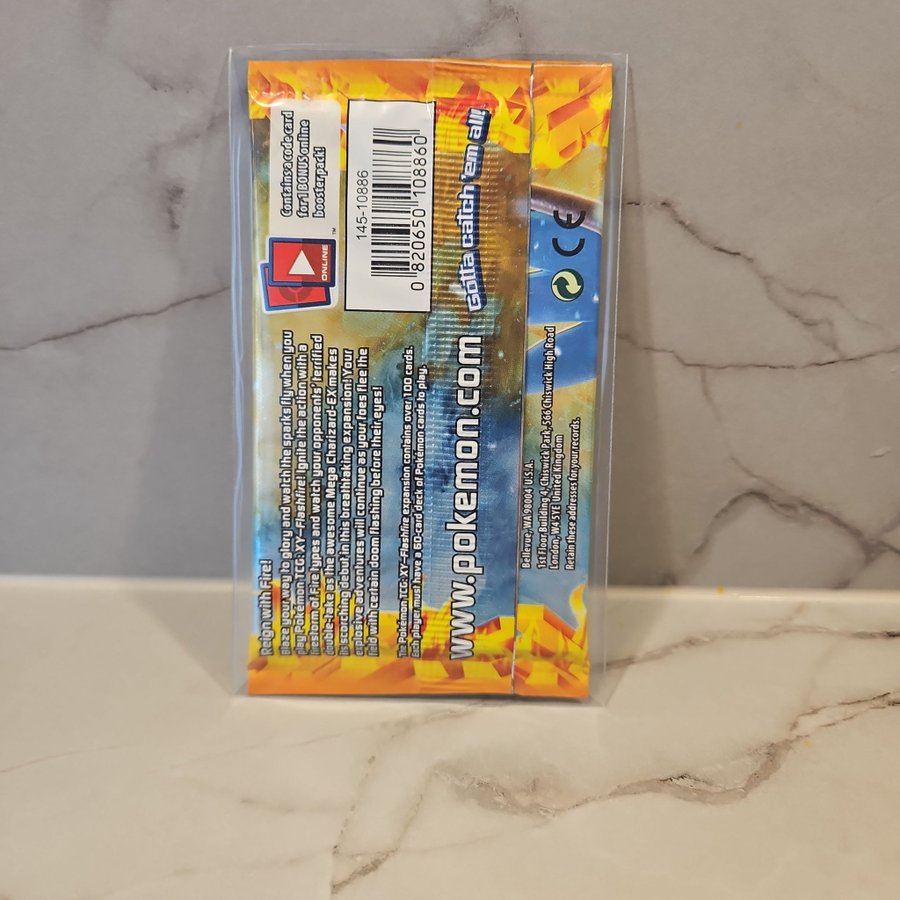 Reign with Fire!
Blaze your way to glory and watch the sparks fly when you
play Pokémon TCG: XY—Flashfire! Ignite the action with a
firestorm of Fire types and watch your opponents' terrified
double-take as the awesome Meg Charizard-EX makes
its scorching debut in this breathtaking expansion! Your
explosive adventures will continue as your foes flee the
field with certain doom flashing before their eyes!
The Pokémon TCG: XY—Flashfire expansion contains over 100 cards.
Each player must have a 60-card deck of Pokémon cards to play.
www.pokemon.com
ONLINE
TM
Contains a code card
for 1 BONUS online
booster pack!
145-10886
0 820650 108860
Gotta catch 'em all!
Bellevue, WA 98004 U.S.A.
1st Floor, Building 4, Chiswick Park, 566 Chiswick High Road
London, W4 5YE United Kingdom
Retain these addresses for your records.
CE